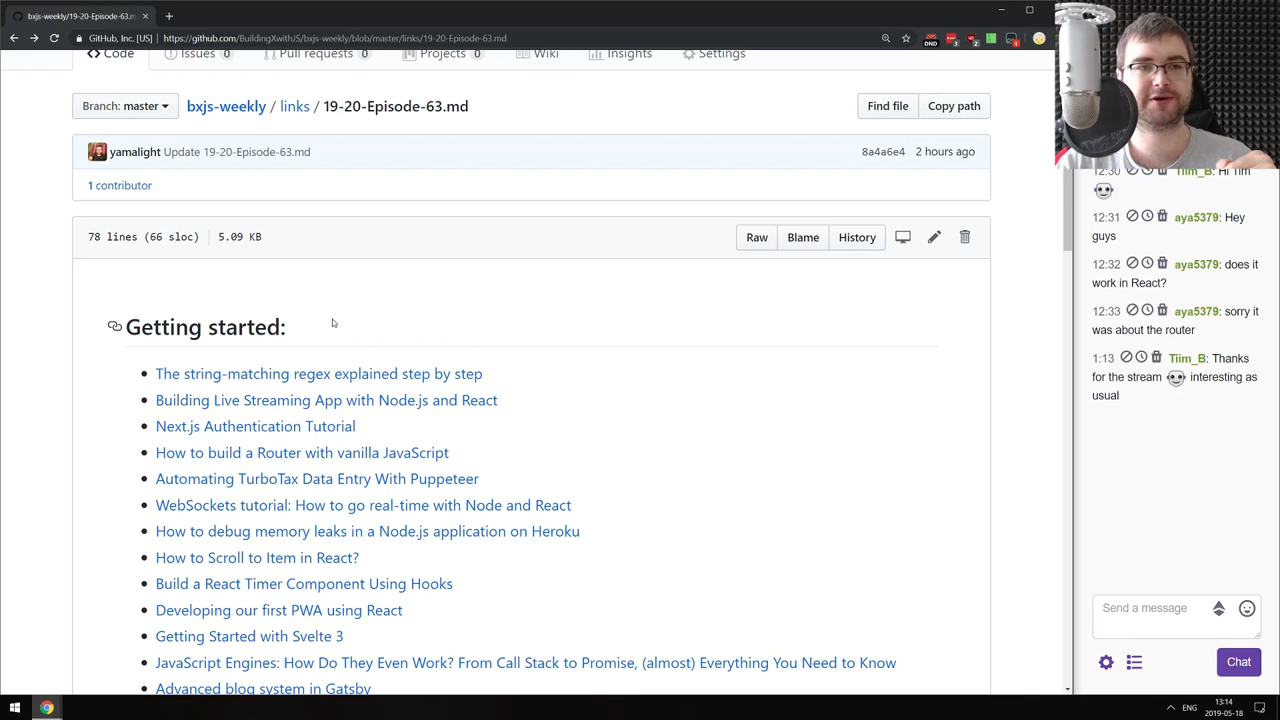 bxjs-weekly/19-20-Episode-63.m
GitHub, Inc. [US]
https://github.com/BuildingXwithJS/bxjs-weekly/blob/master/links/19-20-Episode-63.md
Code
Issues 0
Pull requests 0
Projects 0
Wiki
Insights
Settings
Branch: master
bxjs-weekly / links / 19-20-Episode-63.md
Find file
Copy path
yamalight Update 19-20-Episode-63.md
8a4a6e4 2 hours ago
1 contributor
78 lines (66 sloc) 5.09 KB
Raw
Blame
History
Getting started:
The string-matching regex explained step by step
Building Live Streaming App with Node.js and React
Next.js Authentication Tutorial
How to build a Router with vanilla JavaScript
Automating TurboTax Data Entry With Puppeteer
WebSockets tutorial: How to go real-time with Node and React
How to debug memory leaks in a Node.js application on Heroku
How to Scroll to Item in React?
Build a React Timer Component Using Hooks
Developing our first PWA using React
Getting Started with Svelte 3
JavaScript Engines: How Do They Even Work? From Call Stack to Promise, (almost) Everything You Need to Know
Advanced blog system in Gatsby
12:30 Tiim_B: Hi Tim
12:31 aya5379: Hey
guys
12:32 aya5379: does it
work in React?
12:33 aya5379: sorry it
was about the router
1:13 Tiim_B: Thanks
for the stream interesting as
usual
Send a message
Chat
ENG
13:14
2019-05-18